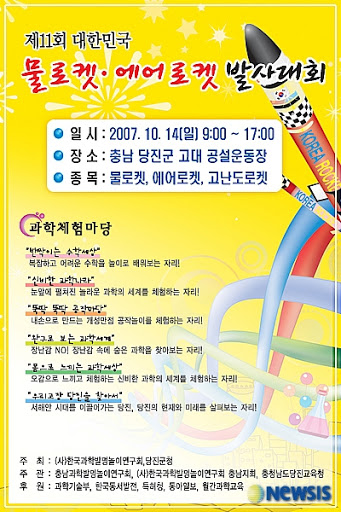 제11회 대한민국
물로켓·에어로켓 발사대회
일 시 : 2007. 10. 14(일) 9:00 ~ 17:00
장 소 : 충남 당진군 고대 공설운동장
종 목 : 물로켓, 에어로켓, 고난도로켓
KOREA ROCKET
KOREA
과학체험마당
"반짝이는 수학세상"
복잡하고 어려운 수학을 놀이로 배워보는 자리!
"신비한 과학나라"
눈앞에 펼쳐진 놀라운 과학의 세계를 체험하는 자리!
"뚝딱 뚝딱 공작마당"
내손으로 만드는 개성만점 공작놀이를 체험하는 자리!
"완구로 보는 과학세계"
장난감 NO! 장난감 속에 숨은 과학을 찾아보는 자리!
"몸으로 느끼는 과학세상"
오감으로 느끼고 체험하는 신비한 과학의 세계를 체험하는 자리!
당진을 찾아서"
서해안 시대를 이끌어가는 당진, 당진의 현재와 미래를 살펴보는 자리!
주 최 : (사)한국과학발명놀이연구회,당진군청
주 관 : 충남과학발명놀이연구회, (사)한국과학발명놀이연구회 충남지회, 충청남도당진교육청
후 원 : 과학기술부, 한국동서발전, 특허청, 동아일보, 월간과학교육
NEWSIS